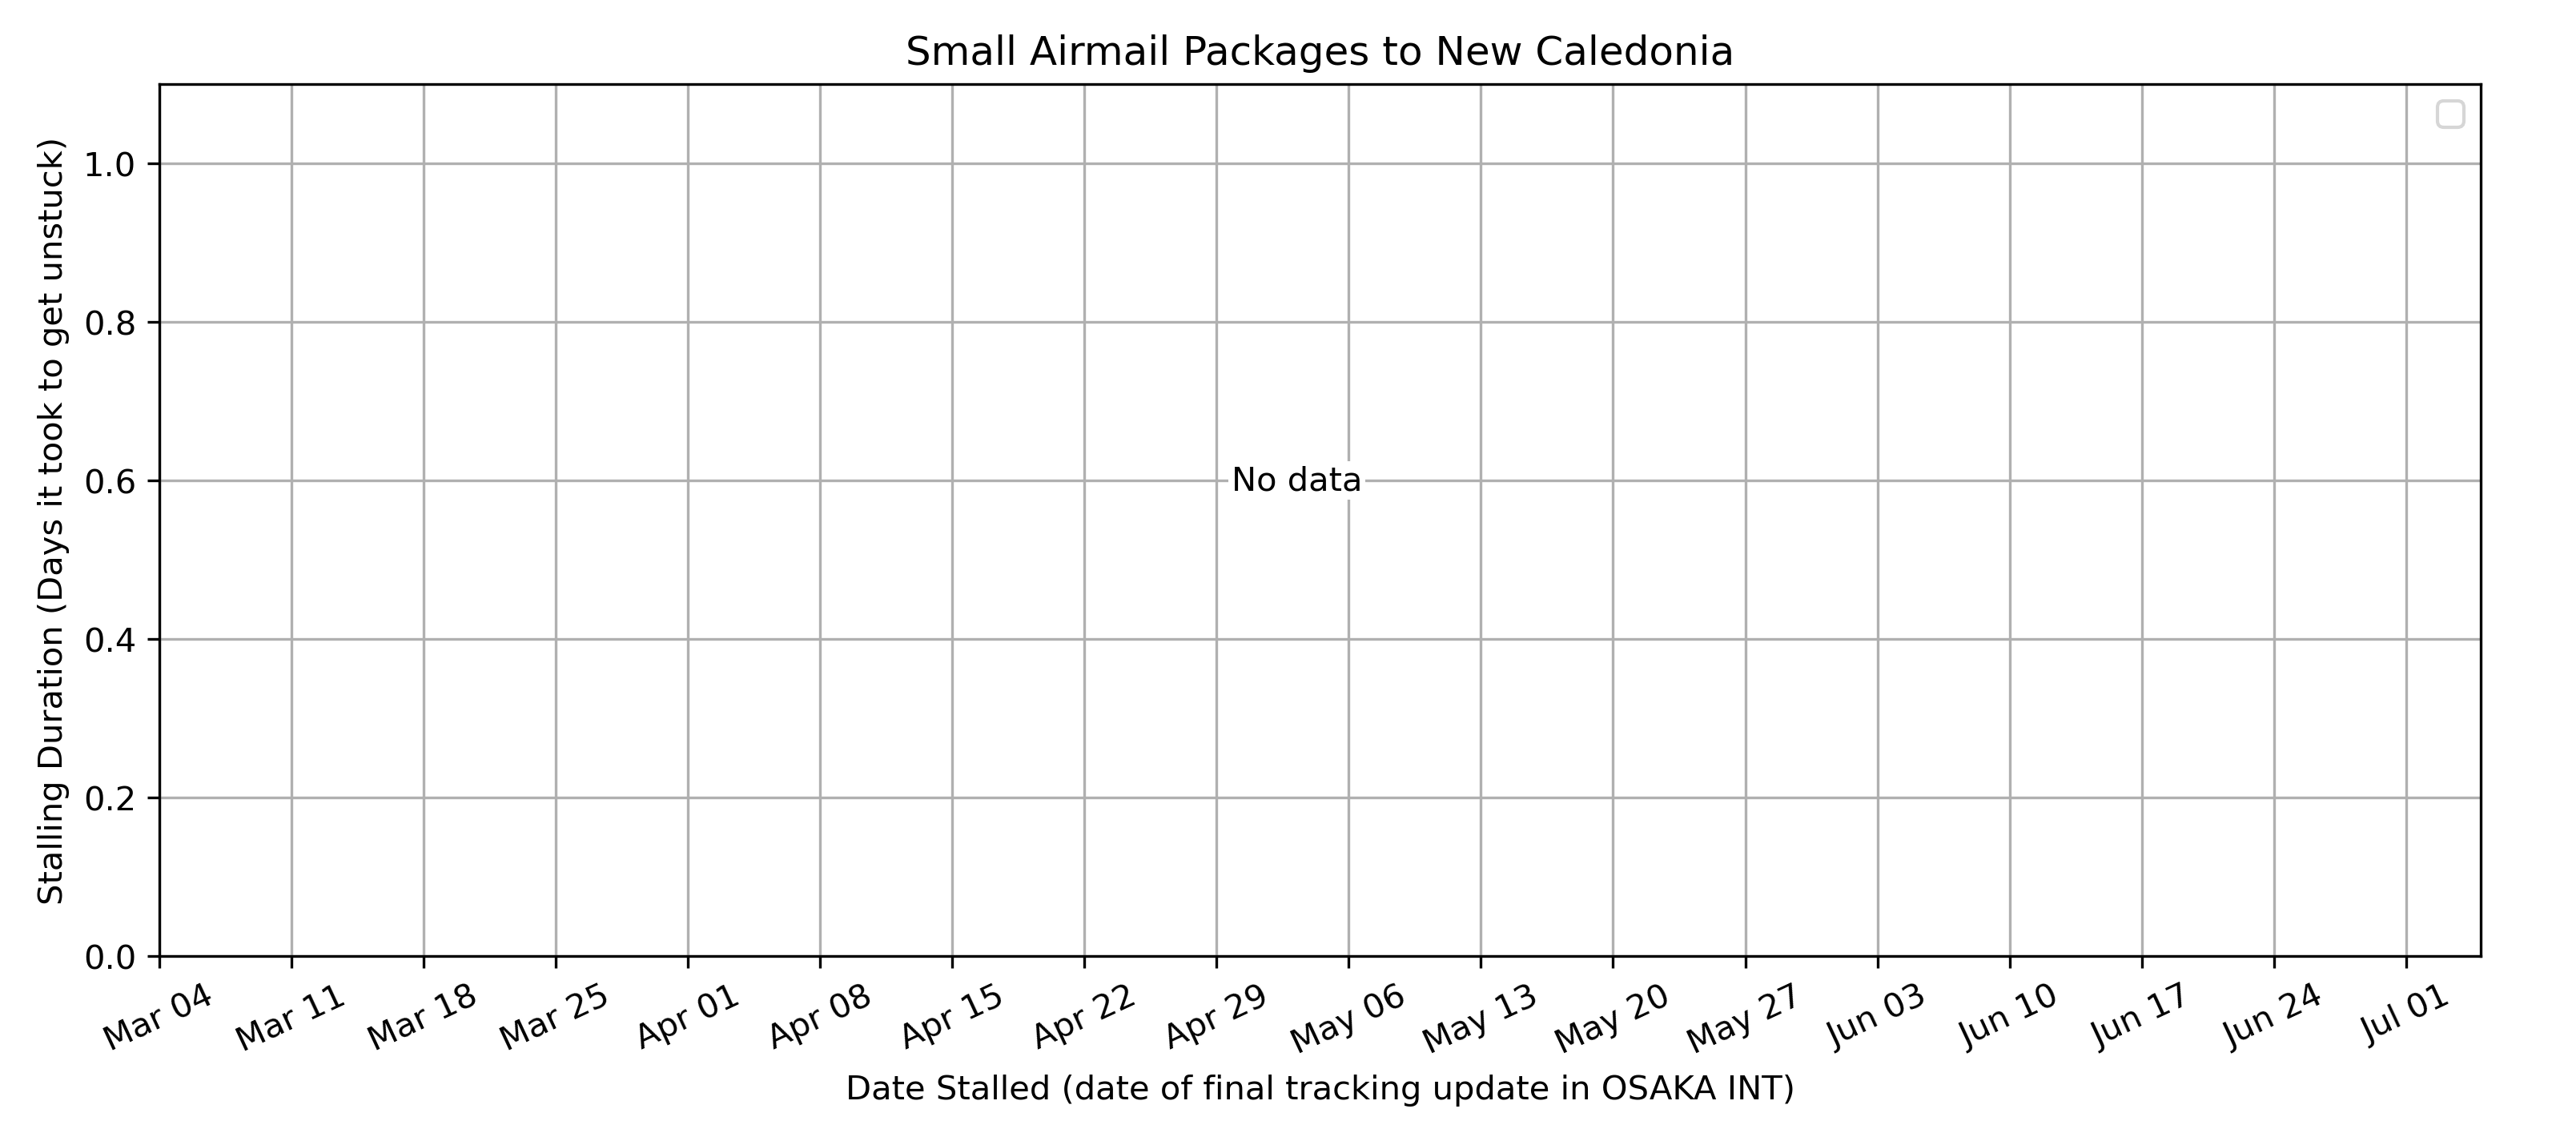 Small Airmail Packages to New Caledonia
Stalling Duration (Days it took to get unstuck)
1.0
0.8
0.6
0.4
0.2
0.0
No data
Mar 04 Mar 11 Mar 18 Mar 25 Apr 01 Apr 08 Apr 15 Apr 22 Apr 29 May 06 May 13 May 20 May 27 Jun 03 Jun 10 Jun 17 Jun 24 Jul 01
Date Stalled (date of final tracking update in OSAKA INT)